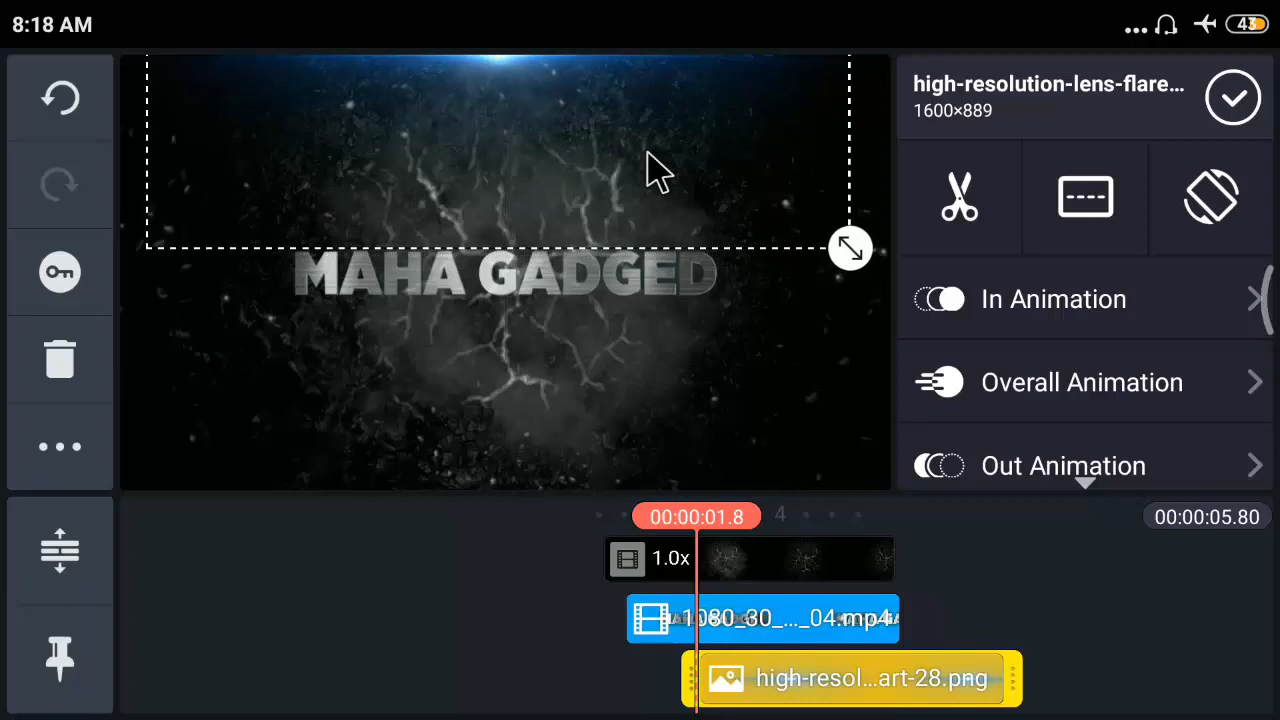 8:18 AM
43
high-resolution-lens-flare...
1600×889
MAHA GADGED
In Animation
Overall Animation
Out Animation
00:00:01.8
4
00:00:05.80
1.0x
1080_30_..._04.mp4
high-resol...art-28.png